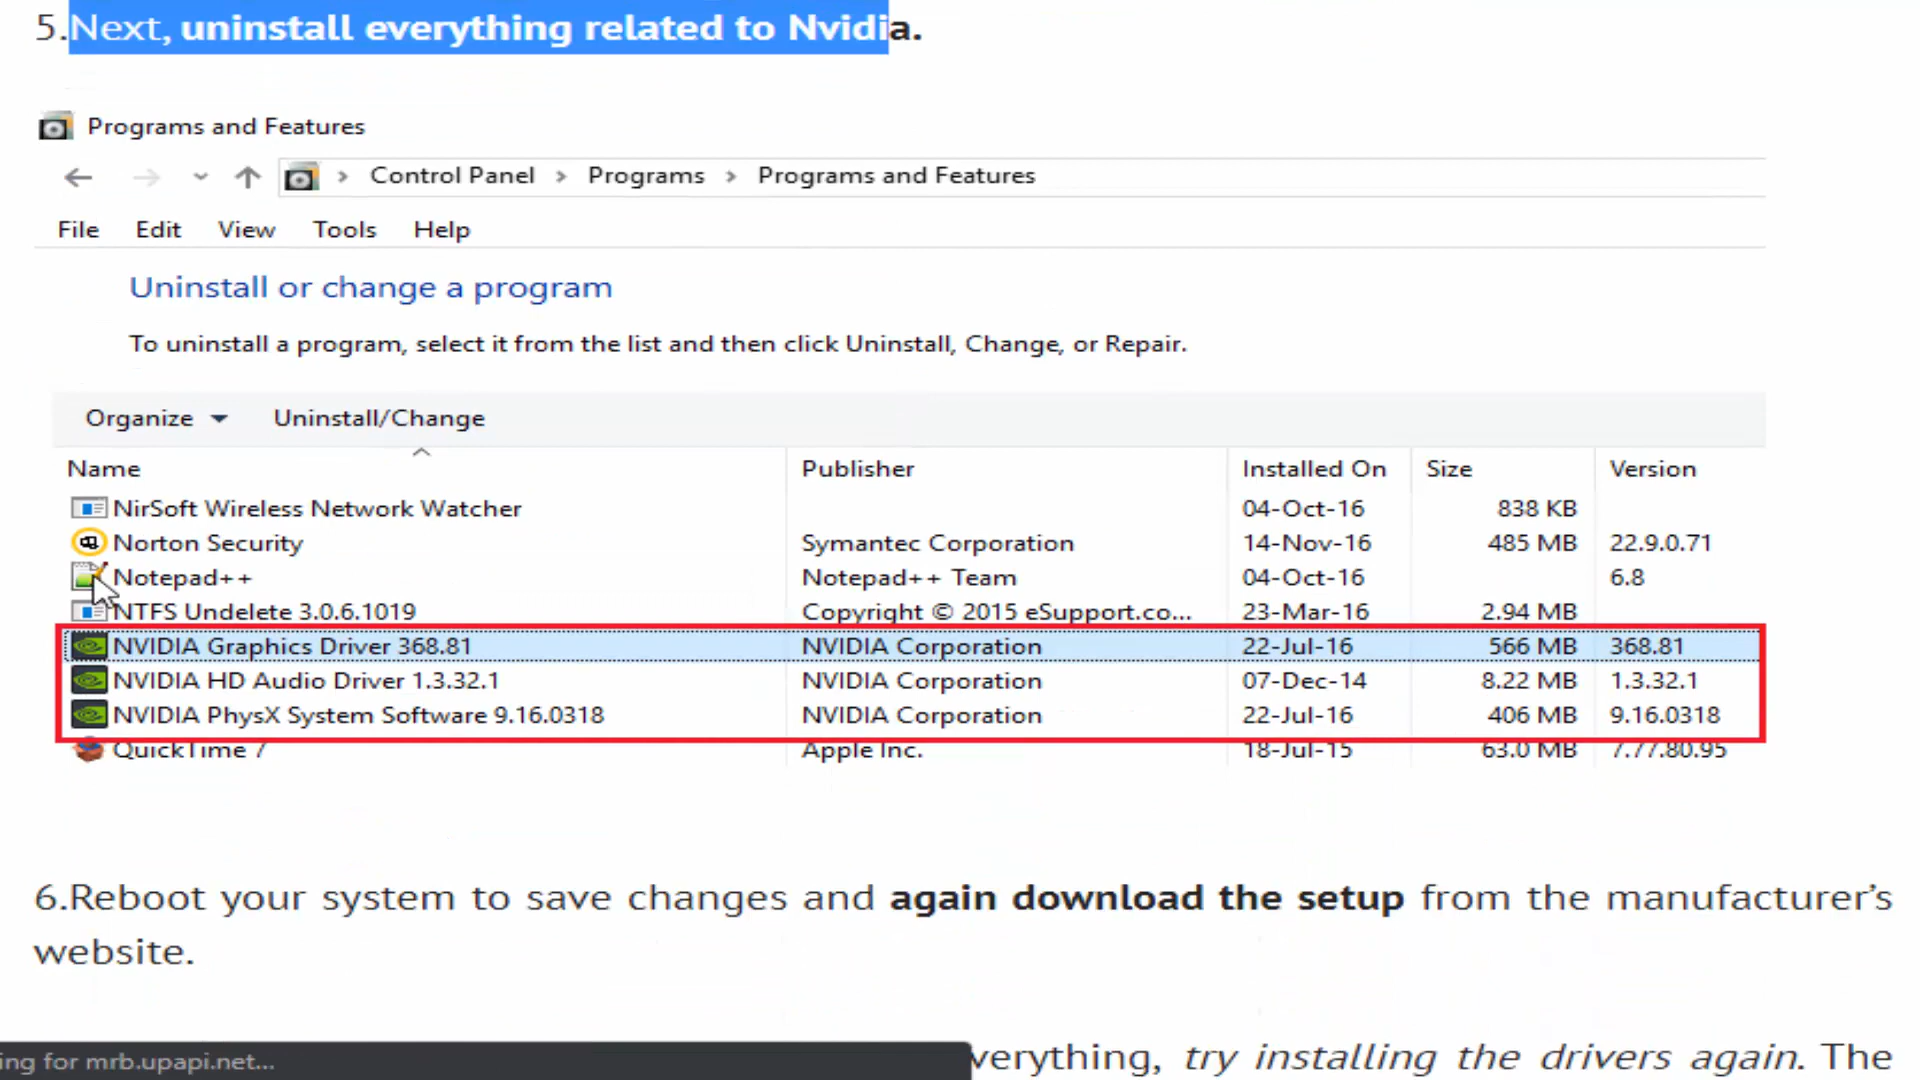 5.Next, uninstall everything related to Nvidia.
Programs and Features
Control Panel > Programs > Programs and Features
File Edit View Tools Help
Uninstall or change a program
To uninstall a program, select it from the list and then click Uninstall, Change, or Repair.
Organize Uninstall/Change
Name Publisher Installed On Size Version
NirSoft Wireless Network Watcher 04-Oct-16 838 KB
Norton Security Symantec Corporation 14-Nov-16 485 MB 22.9.0.71
Notepad++ Notepad++ Team 04-Oct-16 6.8
NTFS Undelete 3.0.6.1019 Copyright © 2015 eSupport.co... 23-Mar-16 2.94 MB
NVIDIA Graphics Driver 368.81 NVIDIA Corporation 22-Jul-16 566 MB 368.81
NVIDIA HD Audio Driver 1.3.32.1 NVIDIA Corporation 07-Dec-14 8.22 MB 1.3.32.1
NVIDIA PhysX System Software 9.16.0318 NVIDIA Corporation 22-Jul-16 406 MB 9.16.0318
QuickTime 7 Apple Inc. 18-Jul-15 63.0 MB 7.77.80.95
6.Reboot your system to save changes and again download the setup from the manufacturer's
website.
verything, try installing the drivers again. The
ing for mrb.upapi.net...